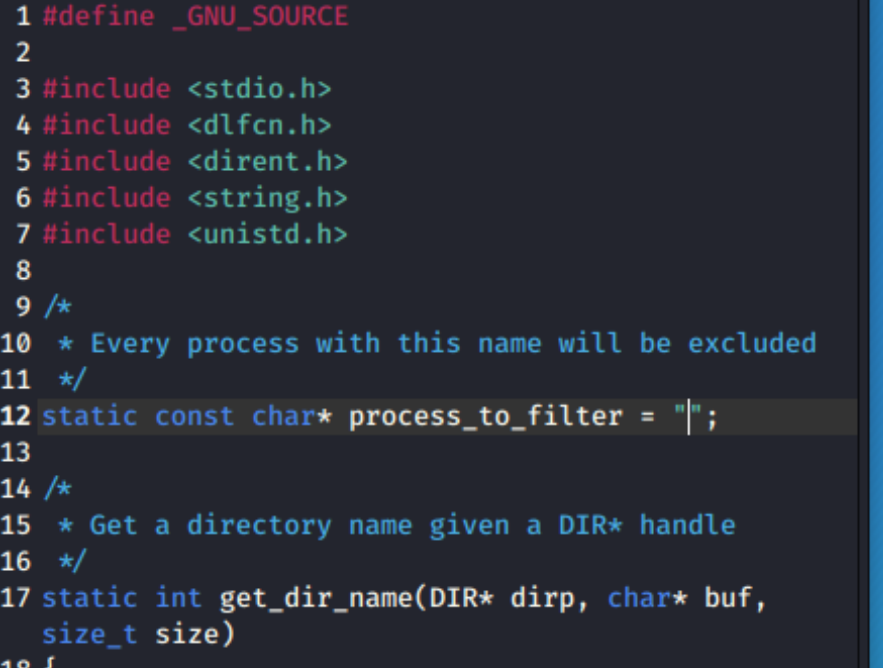 1 #define _GNU_SOURCE
2
3 #include <stdio.h>
4 #include <dlfcn.h>
5 #include <dirent.h>
6 #include <string.h>
7 #include <unistd.h>
8
9 /*
10  * Every process with this name will be excluded
11  */
12 static const char* process_to_filter = "";
13
14 /*
15  * Get a directory name given a DIR* handle
16  */
17 static int get_dir_name(DIR* dirp, char* buf,
size_t size)
18 {